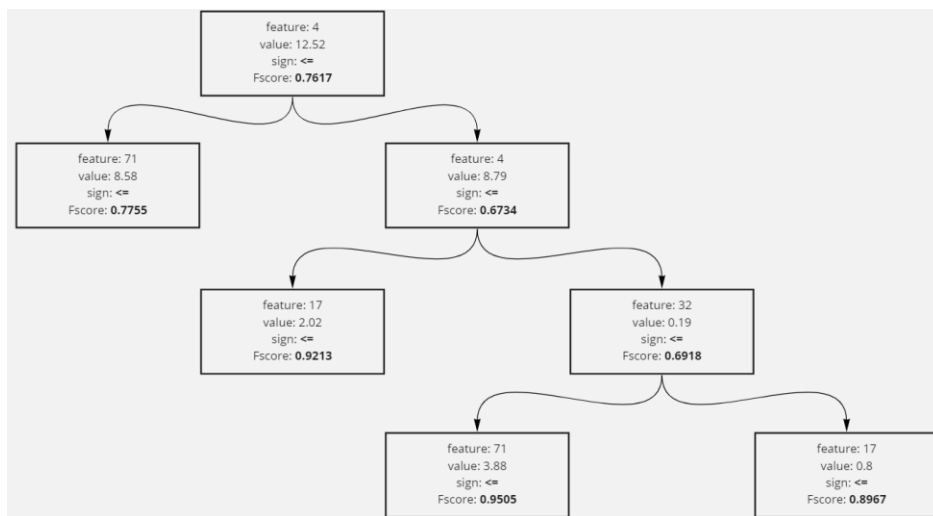 feature: 4
value: 12.52
sign: <=
Fscore: 0.7617
feature: 71
value: 8.58
sign: <=
Fscore: 0.7755
feature: 4
value: 8.79
sign: <=
Fscore: 0.6734
feature: 17
value: 2.02
sign: <=
Fscore: 0.9213
feature: 32
value: 0.19
sign: <=
Fscore: 0.6918
feature: 71
value: 3.88
sign: <=
Fscore: 0.9505
feature: 17
value: 0.8
sign: <=
Fscore: 0.8967